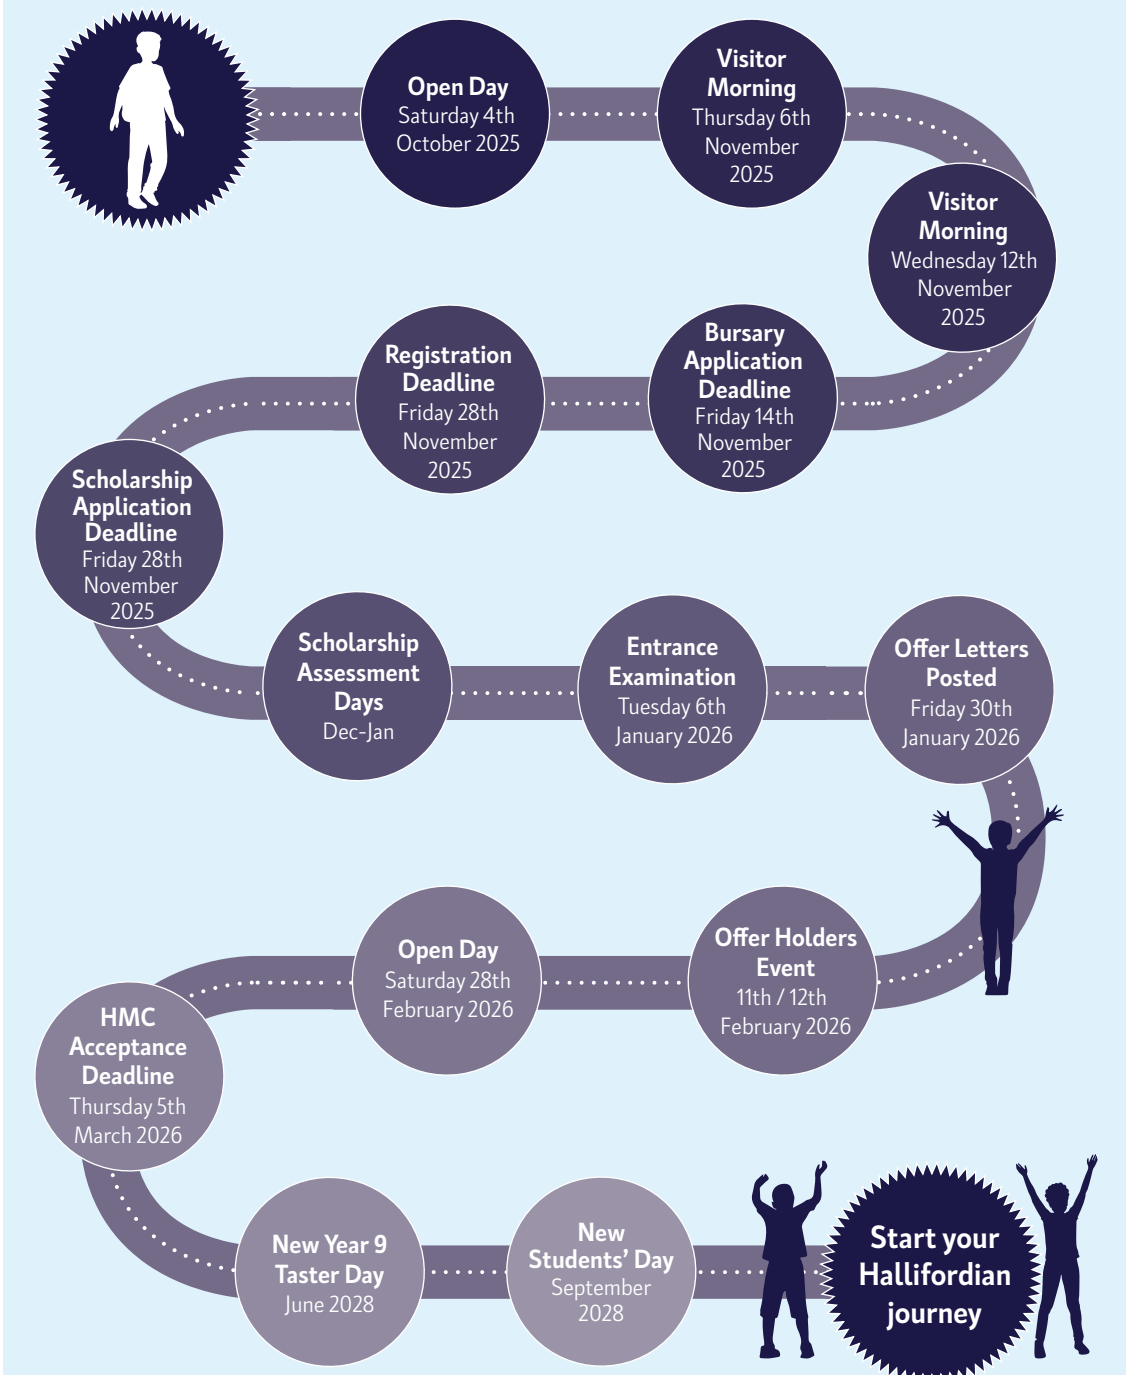 Open Day
Saturday 4th
October 2025
Visitor
Morning
Thursday 6th
November
2025
Visitor
Morning
Wednesday 12th
November
2025
Bursary
Application
Deadline
Friday 14th
November
2025
Registration
Deadline
Friday 28th
November
2025
Scholarship
Application
Deadline
Friday 28th
November
2025
Scholarship
Assessment
Days
Dec-Jan
Entrance
Examination
Tuesday 6th
January 2026
Offer Letters
Posted
Friday 30th
January 2026
Offer Holders
Event
11th / 12th
February 2026
Open Day
Saturday 28th
February 2026
HMC
Acceptance
Deadline
Thursday 5th
March 2026
New Year 9
Taster Day
June 2028
New
Students’ Day
September
2028
Start your
Hallifordian
journey